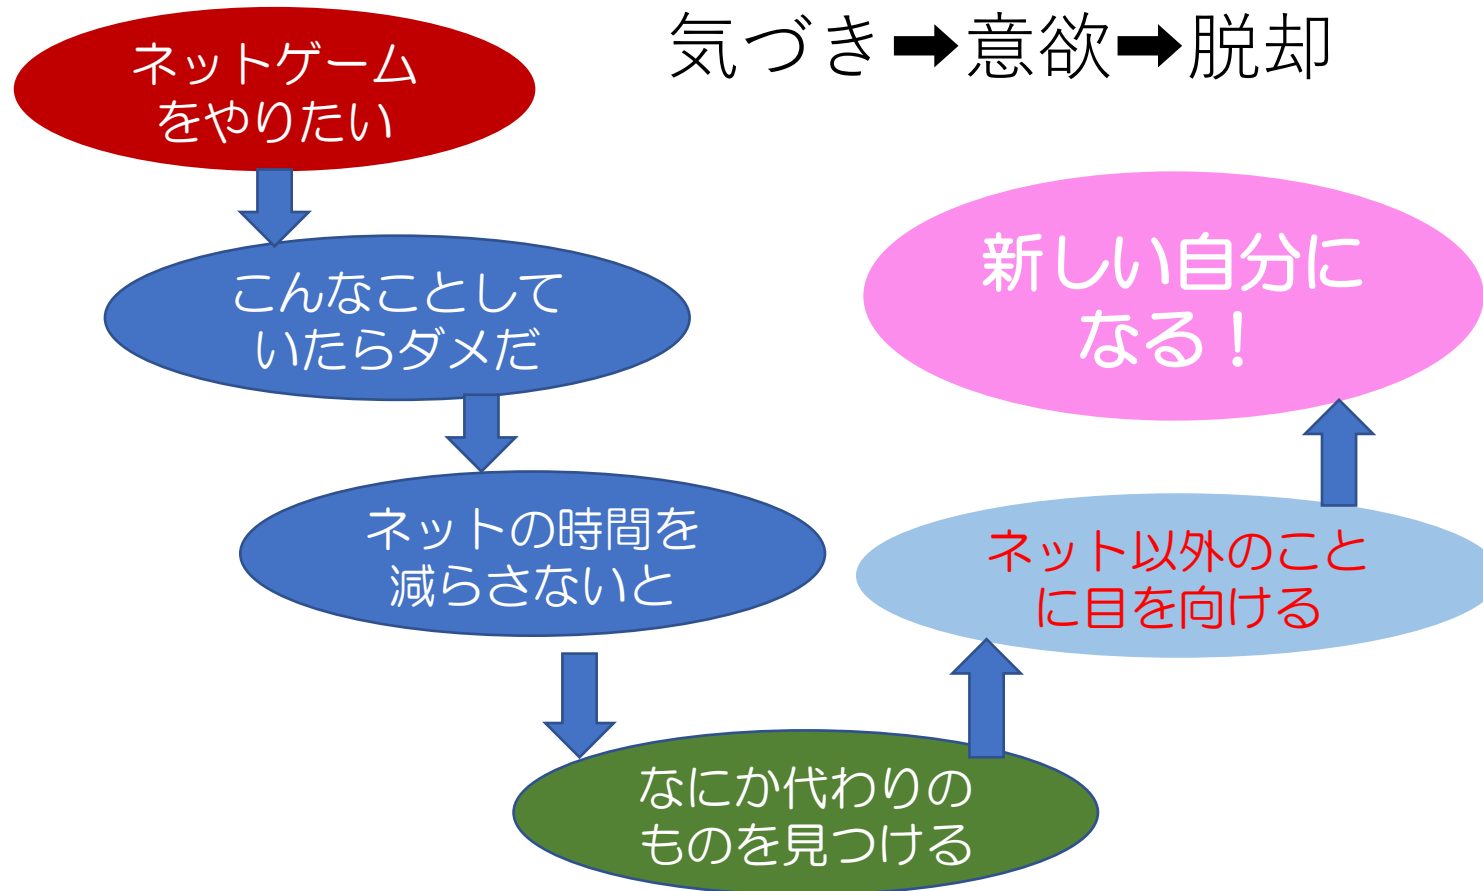 気づき➡意欲➡脱却
ネットゲーム
をやりたい
こんなことして
いたらダメだ
ネットの時間を
減らさないと
なにか代わりの
ものを見つける
ネット以外のこと
に目を向ける
新しい自分に
なる！